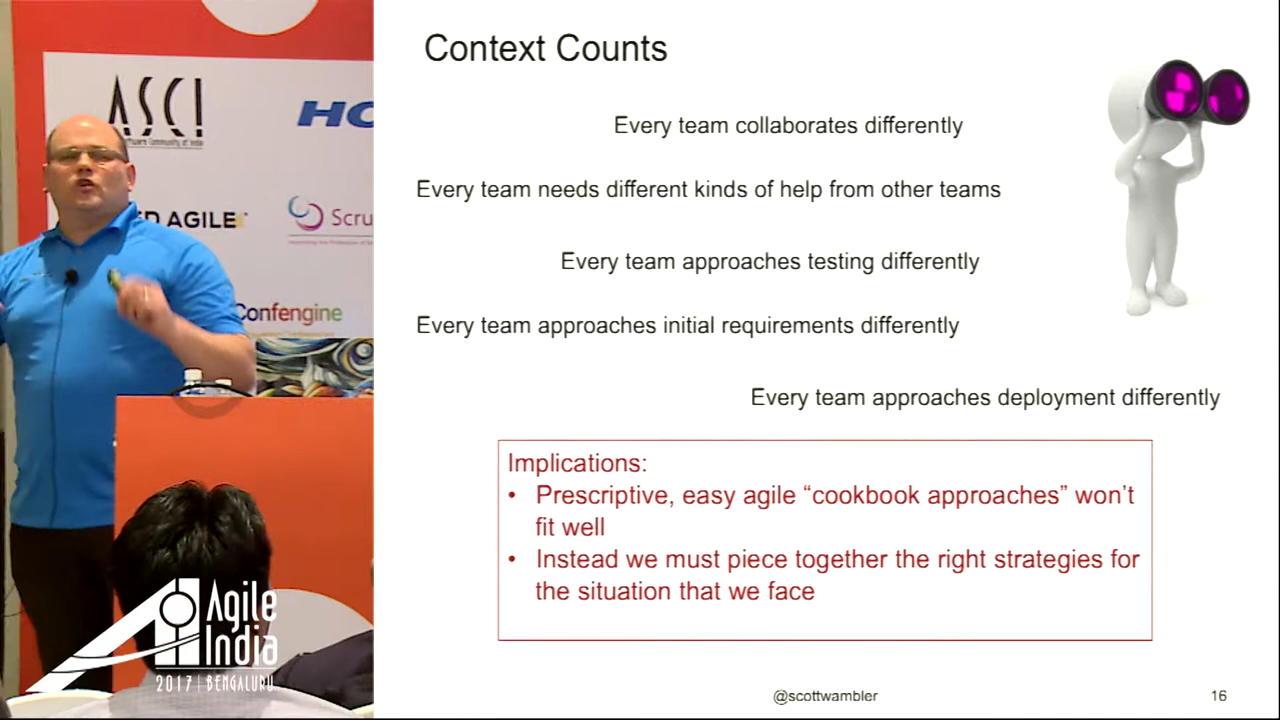 Context Counts
Every team collaborates differently
Every team needs different kinds of help from other teams
Every team approaches testing differently
Every team approaches initial requirements differently
Every team approaches deployment differently
Implications:
• Prescriptive, easy agile “cookbook approaches” won’t
fit well
• Instead we must piece together the right strategies for
the situation that we face
@scottwambler
16
ASCI
HC
D AGILE
Scru
Confengine
Agile
India
2017 | BENGALURU